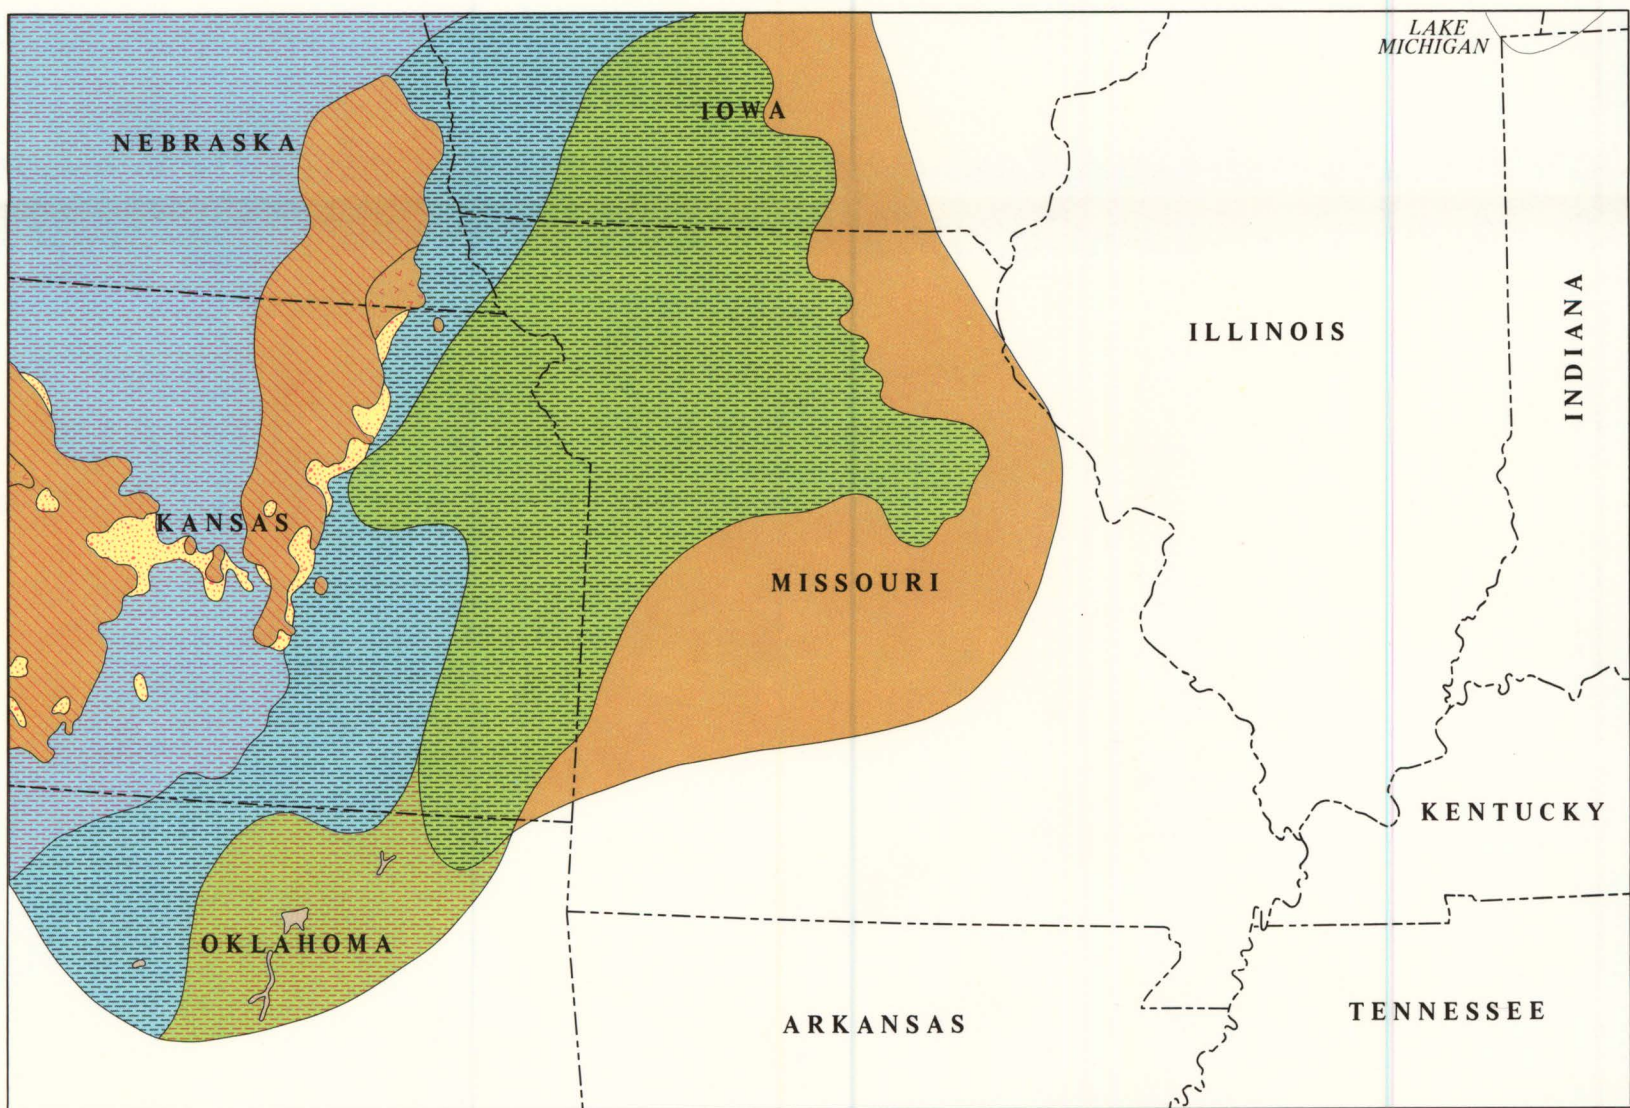 LAKE
MICHIGAN
IOWA
NEBRASKA
INDIANA
ILLINOIS
KANSAS
MISSOURI
KENTUCKY
OKLAHOMA
TENNESSEE
ARKANSAS